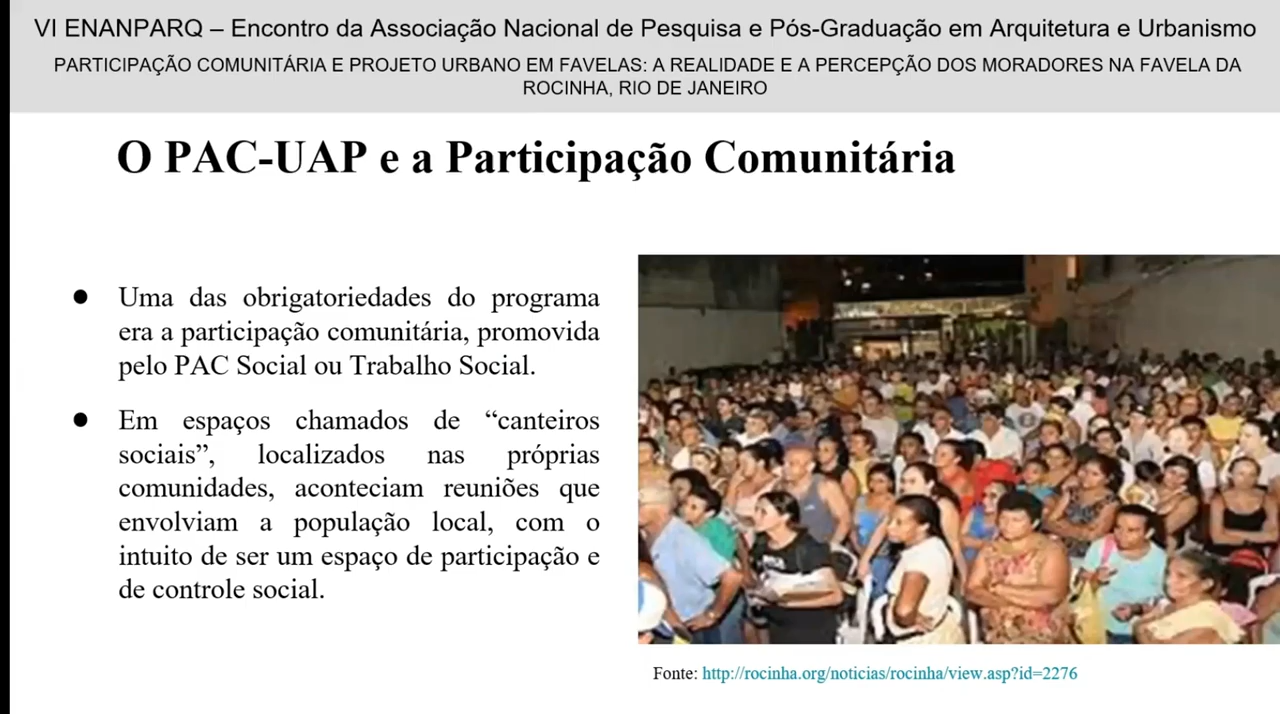 VI ENANPARQ – Encontro da Associação Nacional de Pesquisa e Pós-Graduação em Arquitetura e Urbanismo
PARTICIPAÇÃO COMUNITÁRIA E PROJETO URBANO EM FAVELAS: A REALIDADE E A PERCEPÇÃO DOS MORADORES NA FAVELA DA
ROCINHA, RIO DE JANEIRO
O PAC-UAP e a Participação Comunitária
● Uma das obrigatoriedades do programa
era a participação comunitária, promovida
pelo PAC Social ou Trabalho Social.
● Em espaços chamados de “canteiros
sociais”, localizados nas próprias
comunidades, aconteciam reuniões que
envolviam a população local, com o
intuito de ser um espaço de participação e
de controle social.
Fonte: http://rocinha.org/noticias/rocinha/view.asp?id=2276